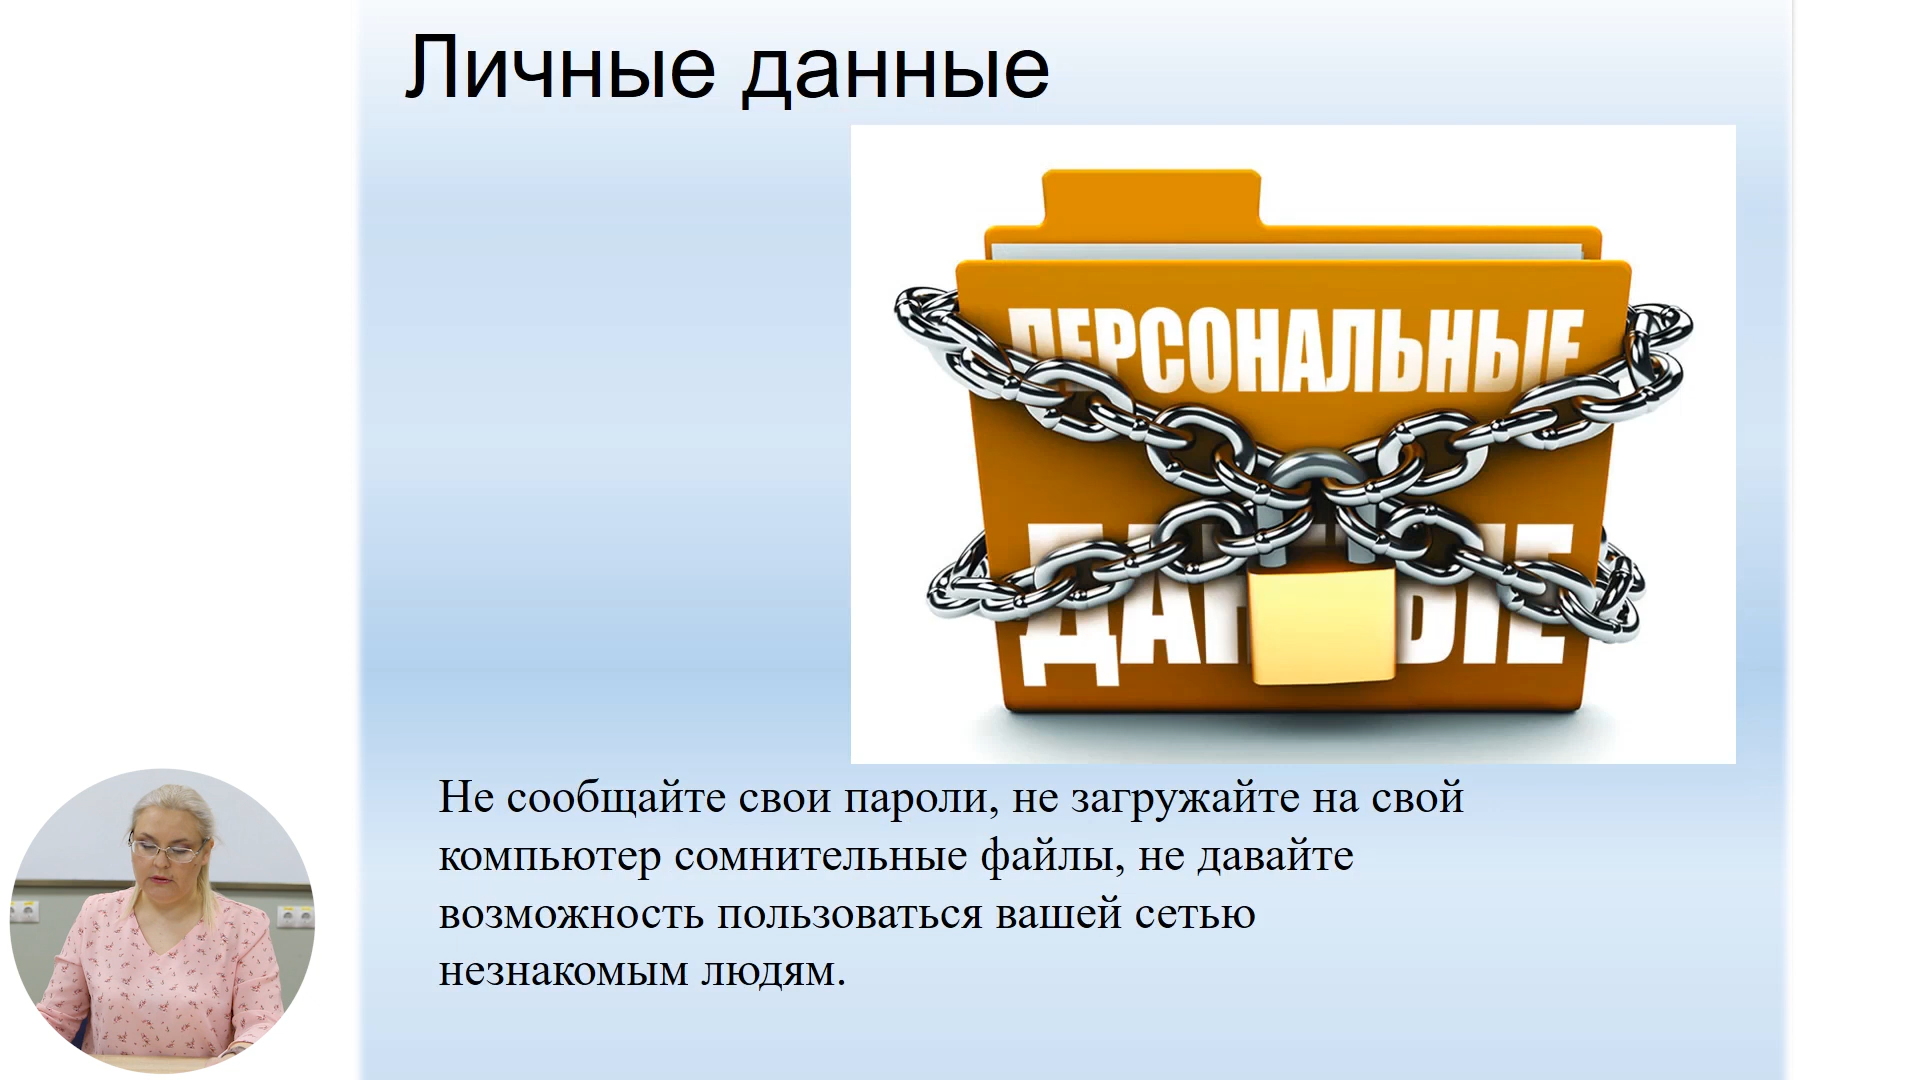 Личные данные
ПЕРСОНАЛЬНЫЕ
ДАННЫЕ
Не сообщайте свои пароли, не загружайте на свой
компьютер сомнительные файлы, не давайте
возможность пользоваться вашей сетью
незнакомым людям.